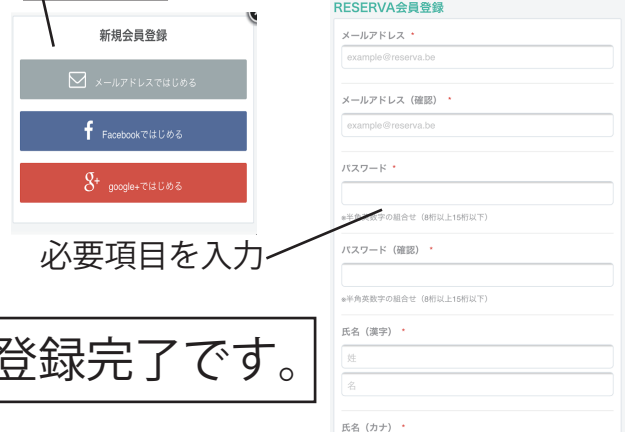 新規会員登録
メールアドレスではじめる
Facebookではじめる
google+ではじめる
必要項目を入力
登録完了です。
RESERVA会員登録
メールアドレス *
example@reserva.be
メールアドレス（確認） *
example@reserva.be
パスワード *
※半角英数字の組合せ（8桁以上15桁以下）
パスワード（確認） *
※半角英数字の組合せ（8桁以上15桁以下）
氏名（漢字） *
姓
名
氏名（カナ） *